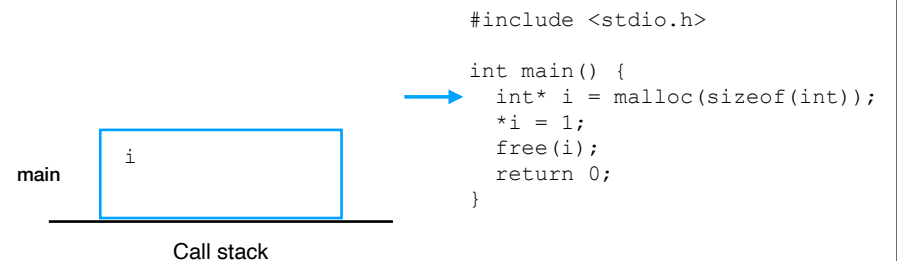 #include <stdio.h>
int main() {
int* i = malloc(sizeof(int));
*i = 1;
free(i);
return 0;
}
i
main
Call stack